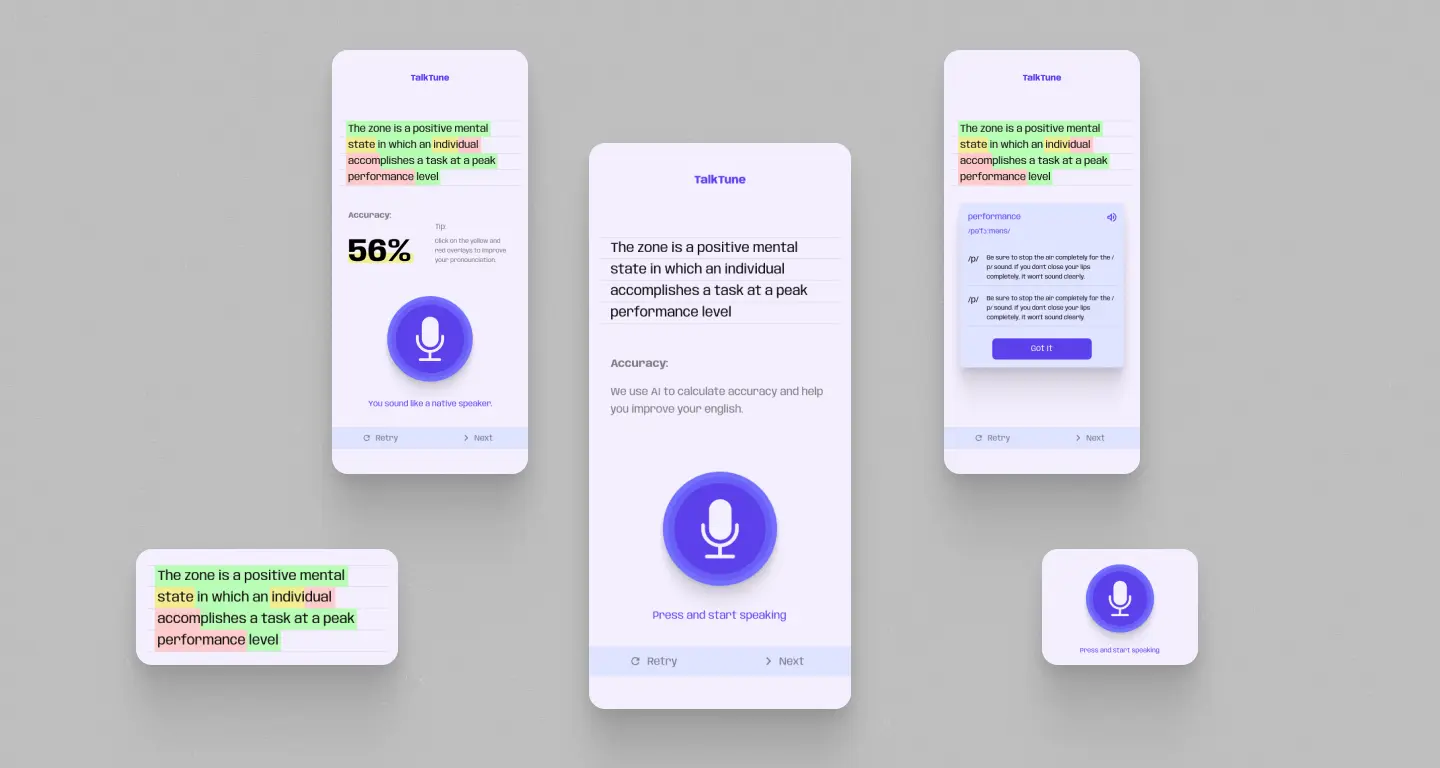 TalkTune
The zone is a positive mental
state in which an individual
accomplishes a task at a peak
performance level
Accuracy:
56%
Tip:
Click on the yellow and
red overlays to improve
your pronounciation.
You sound like a native speaker.
Retry
Next
TalkTune
The zone is a positive mental
state in which an individual
accomplishes a task at a peak
performance level
Accuracy:
We use AI to calculate accuracy and help
you improve your english.
Press and start speaking
Retry
Next
TalkTune
The zone is a positive mental
state in which an individual
accomplishes a task at a peak
performance level
performance
/p/
Be sure to stop the air completely for the /
p/ sound. If you don't close your lips
completely, it won't sound clearly.
/p/
Be sure to stop the air completely for the /
p/ sound. If you don't close your lips
completely, it won't sound clearly.
Got it
Retry
Next
The zone is a positive mental
state in which an individual
accomplishes a task at a peak
performance level
Press and start speaking